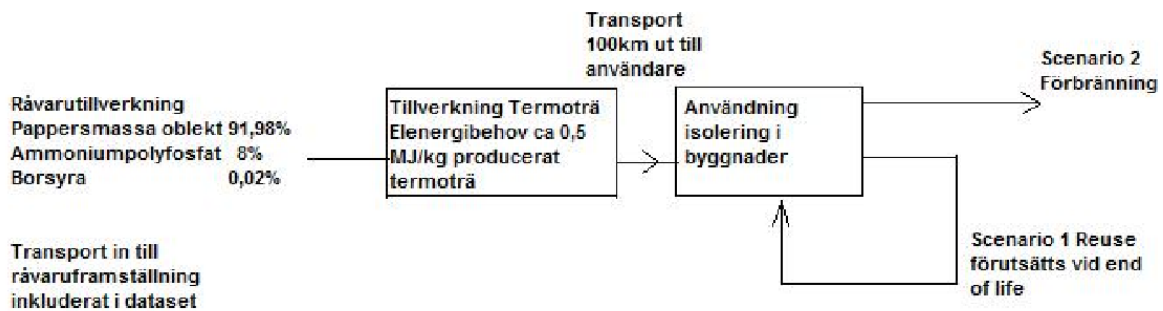 Råvarutillverkning
Pappersmassa oblekt 91,98%
Ammoniumpolyfosfat 8%
Borsyra 0,02%
Transport in till
råvaruframställning
inkluderat i dataset
Tillverkning Termoträ
Elenergibehov ca 0,5
MJ/kg producerat
termoträ
Transport
100km ut till
användare
Användning
isolering i
byggnader
Scenario 2
Förbränning
Scenario 1 Reuse
förutsätts vid end
of life